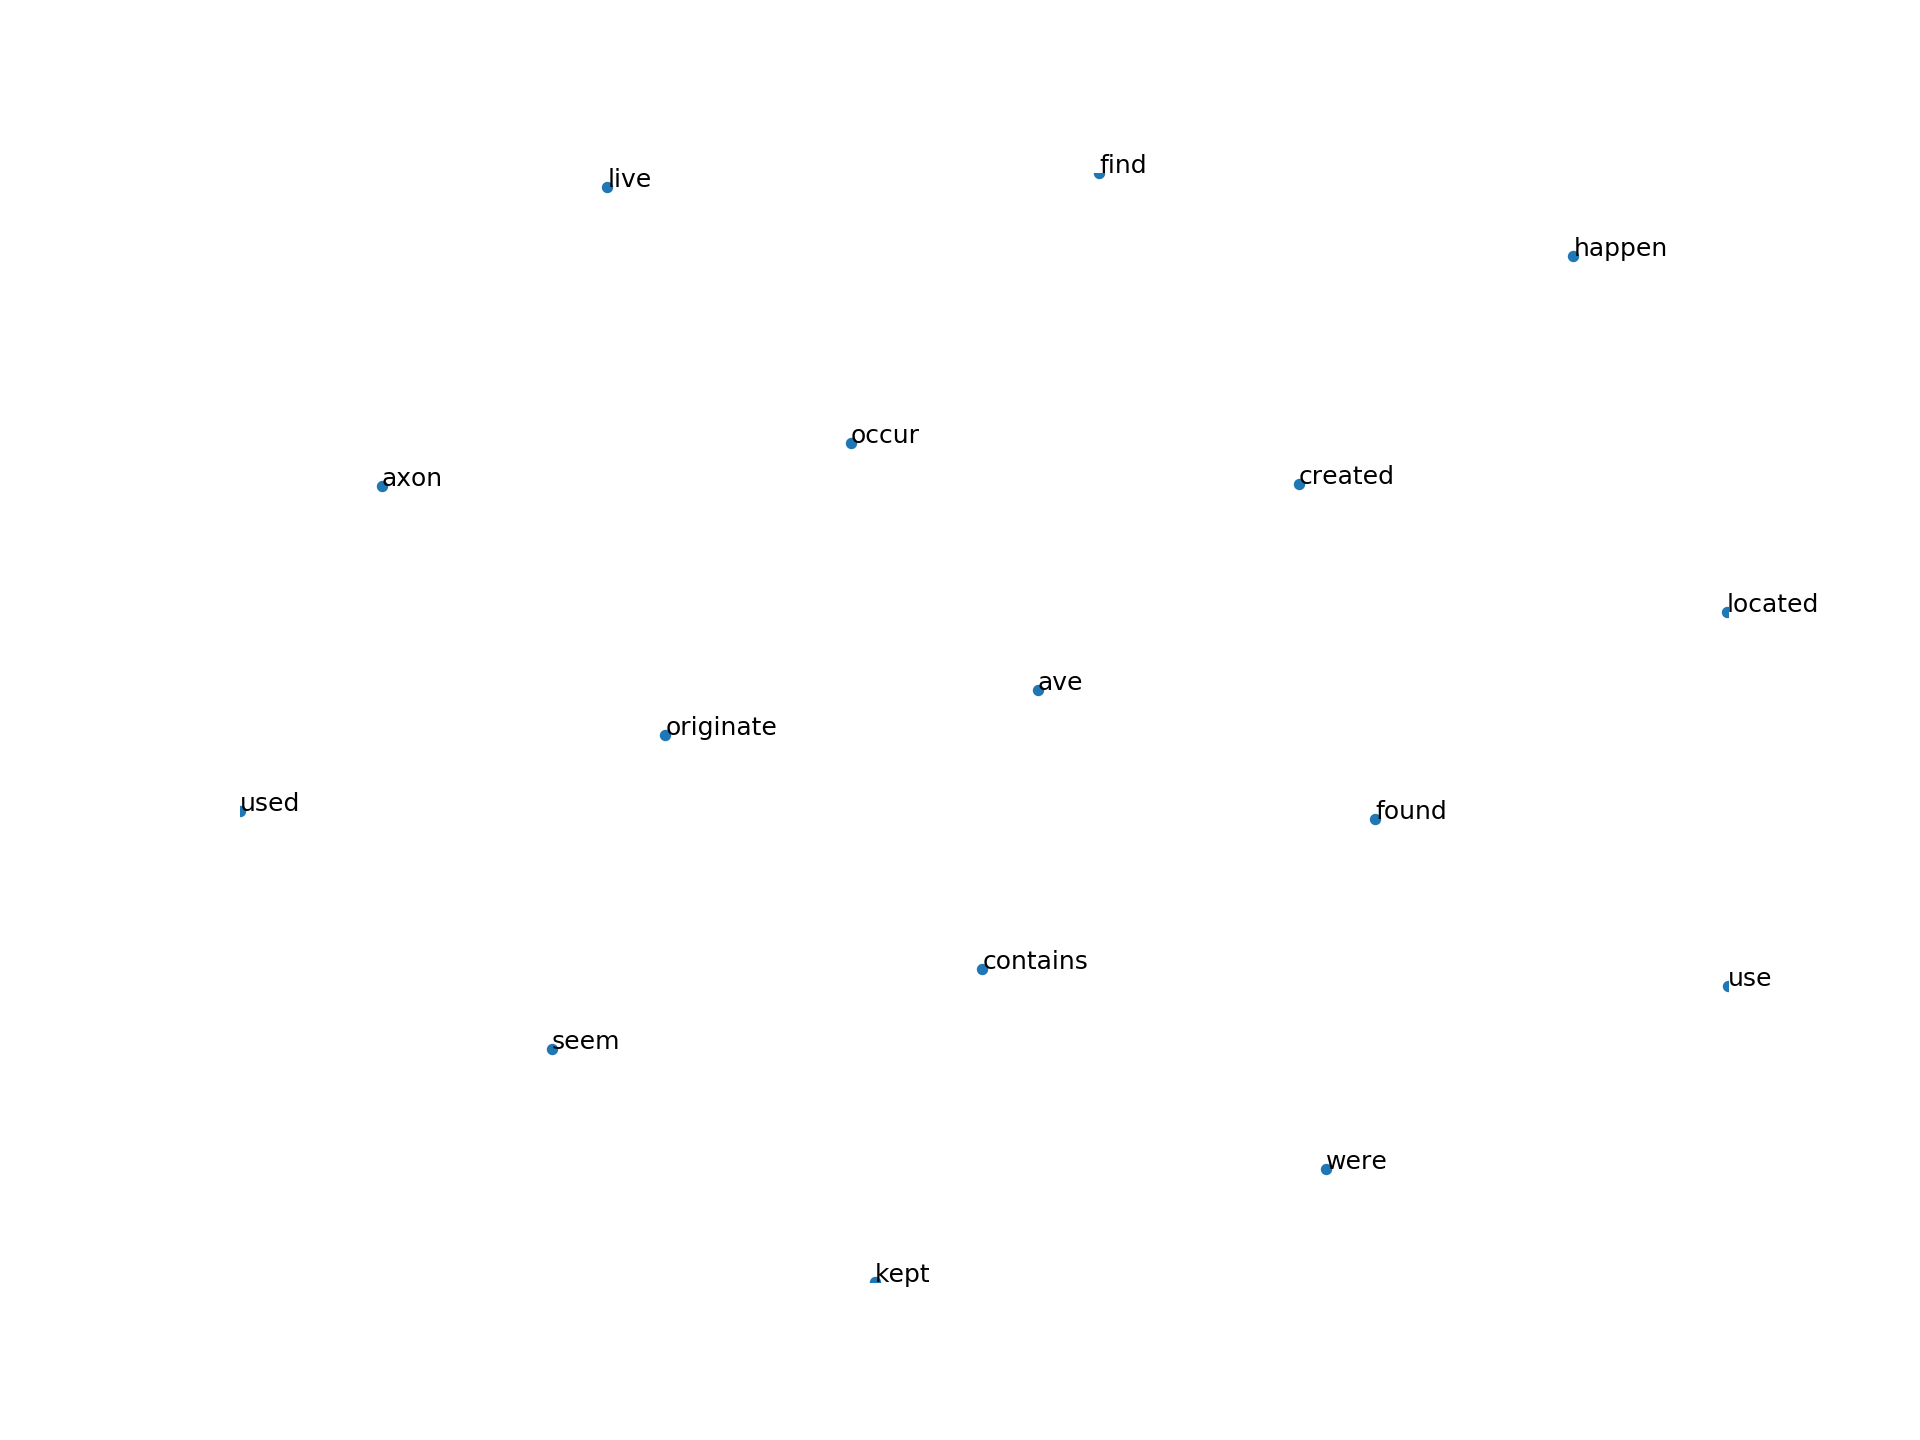 find
live
happen
occur
created
axon
located
ave
originate
used
found
contains
use
seem
were
kept